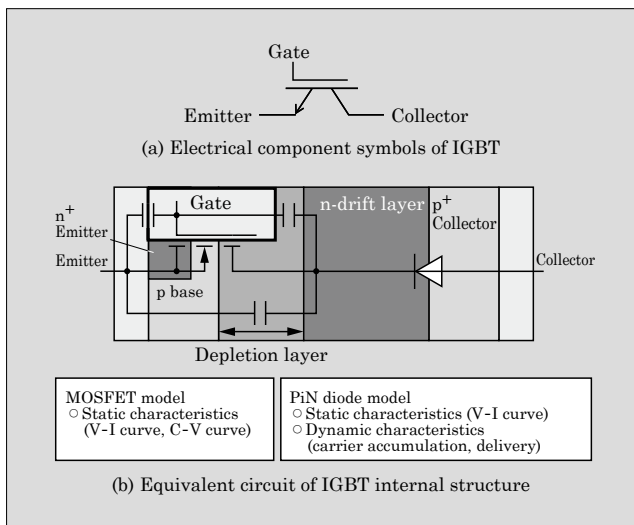 Gate
Emitter
Collector
(a) Electrical component symbols of IGBT
n+
Emitter
Gate
n-drift layer
p+
Collector
Emitter
Collector
p base
Depletion layer
MOSFET model
○ Static characteristics
(V-I curve, C-V curve)
PiN diode model
○ Static characteristics (V-I curve)
○ Dynamic characteristics
(carrier accumulation, delivery)
(b) Equivalent circuit of IGBT internal structure